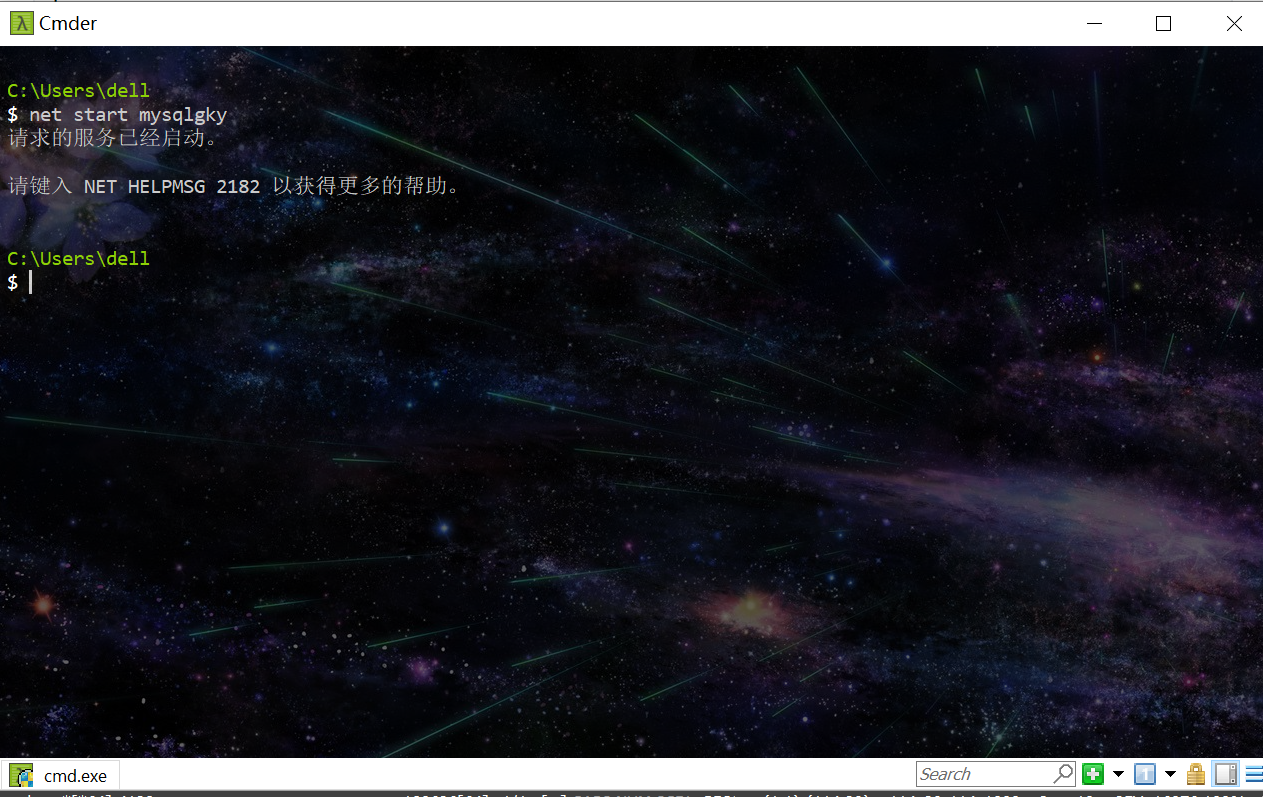 Cmder
C:\Users\dell
$ net start mysqlgky
请求的服务已经启动。
请键入 NET HELPMSG 2182 以获得更多的帮助。
C:\Users\dell
$
cmd.exe
Search
1